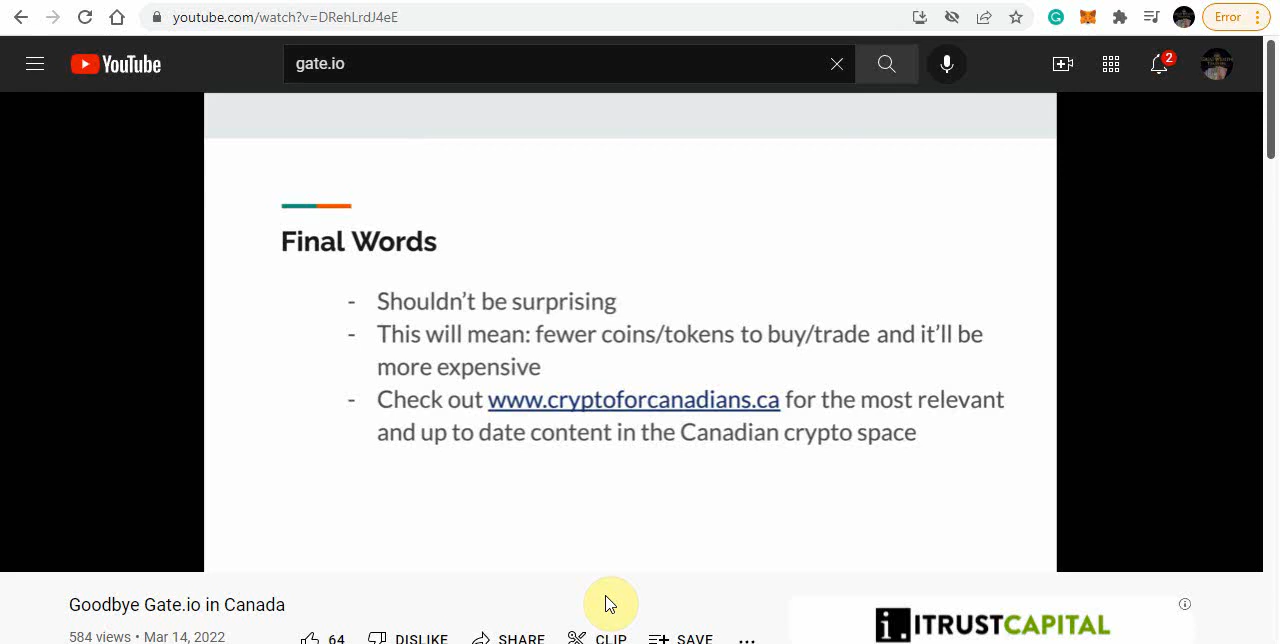 youtube.com/watch?v=DRehLrdJ4eE
Error
YouTube
gate.io
2
Final Words
- Shouldn't be surprising
- This will mean: fewer coins/tokens to buy/trade and it'll be
more expensive
- Check out www.cryptoforcanadians.ca for the most relevant
and up to date content in the Canadian crypto space
Goodbye Gate.io in Canada
584 views • Mar 14, 2022
64
DISLIKE
SHARE
CLIP
SAVE
...
i. ITRUSTCAPITAL